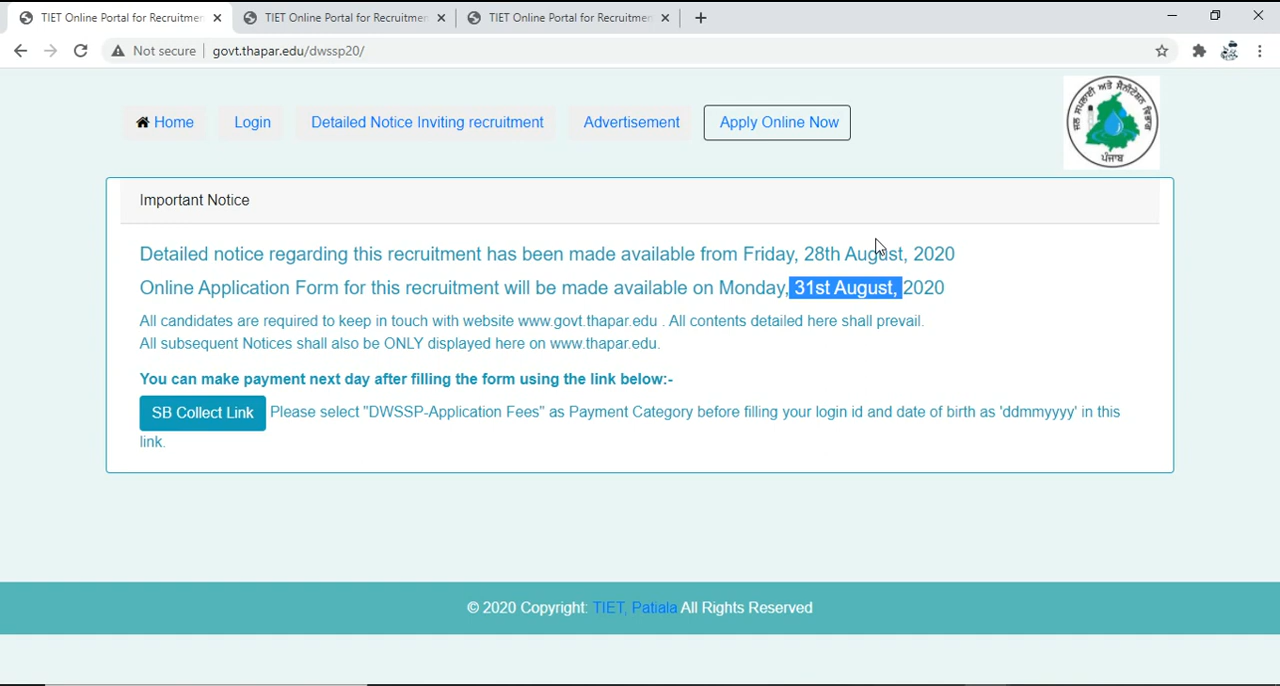 TIET Online Portal for Recruitmen
TIET Online Portal for Recruitmen
TIET Online Portal for Recruitmen
Not secure
govt.thapar.edu/dwssp20/
Home
Login
Detailed Notice Inviting recruitment
Advertisement
Apply Online Now
ਜਲ ਸਪਲਾਈ ਅਤੇ ਸੈਨੀਟੇਸ਼ਨ ਵਿਭਾਗ
ਪੰਜਾਬ
Important Notice
Detailed notice regarding this recruitment has been made available from Friday, 28th August, 2020
Online Application Form for this recruitment will be made available on Monday, 31st August, 2020
All candidates are required to keep in touch with website www.govt.thapar.edu . All contents detailed here shall prevail.
All subsequent Notices shall also be ONLY displayed here on www.thapar.edu.
You can make payment next day after filling the form using the link below:-
SB Collect Link Please select "DWSSP-Application Fees" as Payment Category before filling your login id and date of birth as 'ddmmyyyy' in this
link.
© 2020 Copyright: TIET, Patiala All Rights Reserved